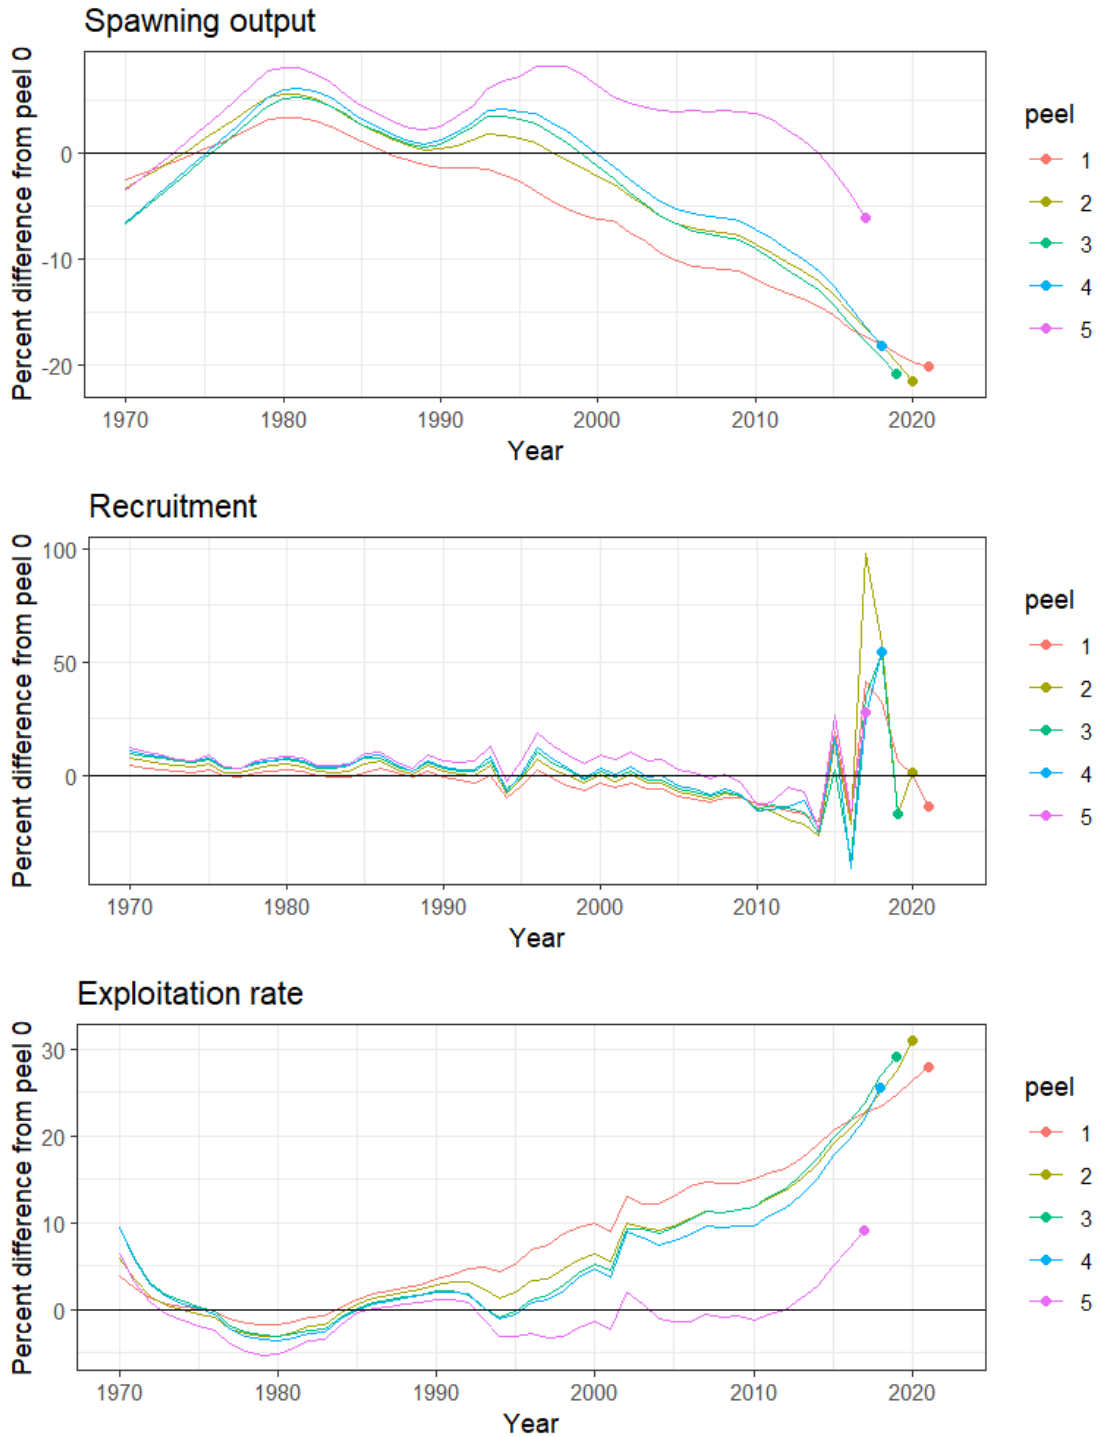 Spawning output
Percent difference from peel 0
0
-10
-20
1970 1980 1990 2000 2010 2020
Year
peel
1
2
3
4
5
Recruitment
Percent difference from peel 0
100
50
0
1970 1980 1990 2000 2010 2020
Year
peel
1
2
3
4
5
Exploitation rate
Percent difference from peel 0
30
20
10
0
1970 1980 1990 2000 2010 2020
Year
peel
1
2
3
4
5